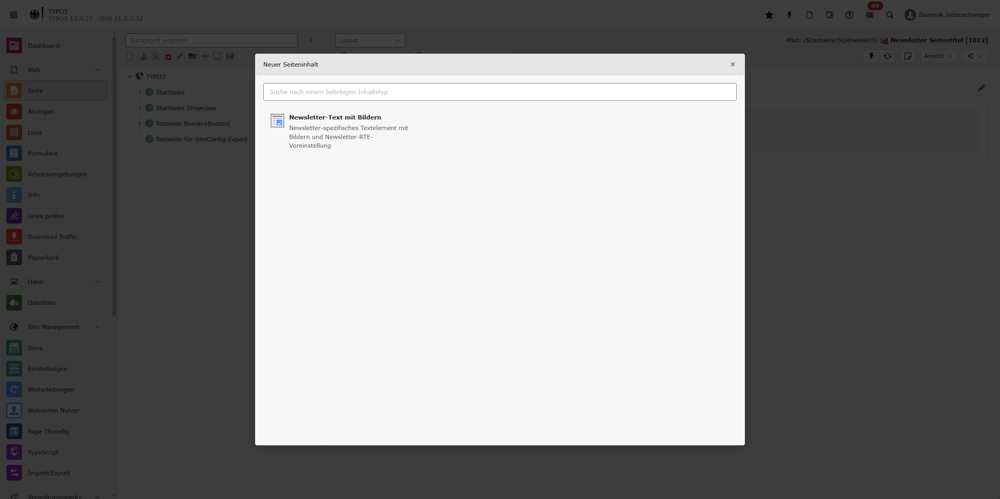 TYPO3
TYPO3 13.4.27 - GSB 11.2.2.32
99
Dominik Jodenschwager
Dashboard
Web
Seite
Anzeigen
Liste
Formulare
Arbeitsumgebungen
Info
Links prüfen
Download Traffic
Papierkorb
Datei
Dateiliste
Site Management
Sites
Einstellungen
Weiterleitungen
Webseiten Nutzer
Page TSconfig
TypoScript
Import/Export
Verwaltungswerkz...
Suchbegriff eingeben
TYPO3
Startseite
Startseite Showcase
Testseite BarriereBusters
Testseite-für-SiteConfig-Export
Layout
Pfad: /Startseite/Spielwiese!!!/ Newsletter Seitentitel [1012]
Ansicht
Neuer Seiteninhalt
Suche nach einem beliebigen Inhaltstyp
Newsletter-Text mit Bildern
Newsletter-spezifisches Textelement mit
Bildern und Newsletter-RTE-
Voreinstellung